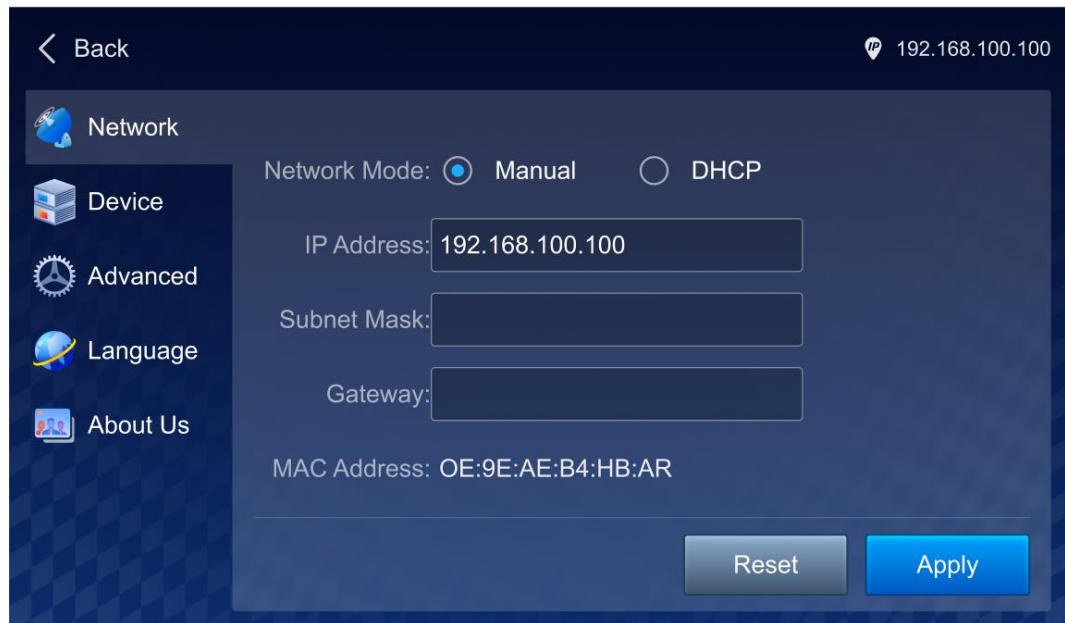 Back
192.168.100.100
Network
Device
Advanced
Language
About Us
Network Mode: Manual DHCP
IP Address: 192.168.100.100
Subnet Mask:
Gateway:
MAC Address: OE:9E:AE:B4:HB:AR
Reset Apply